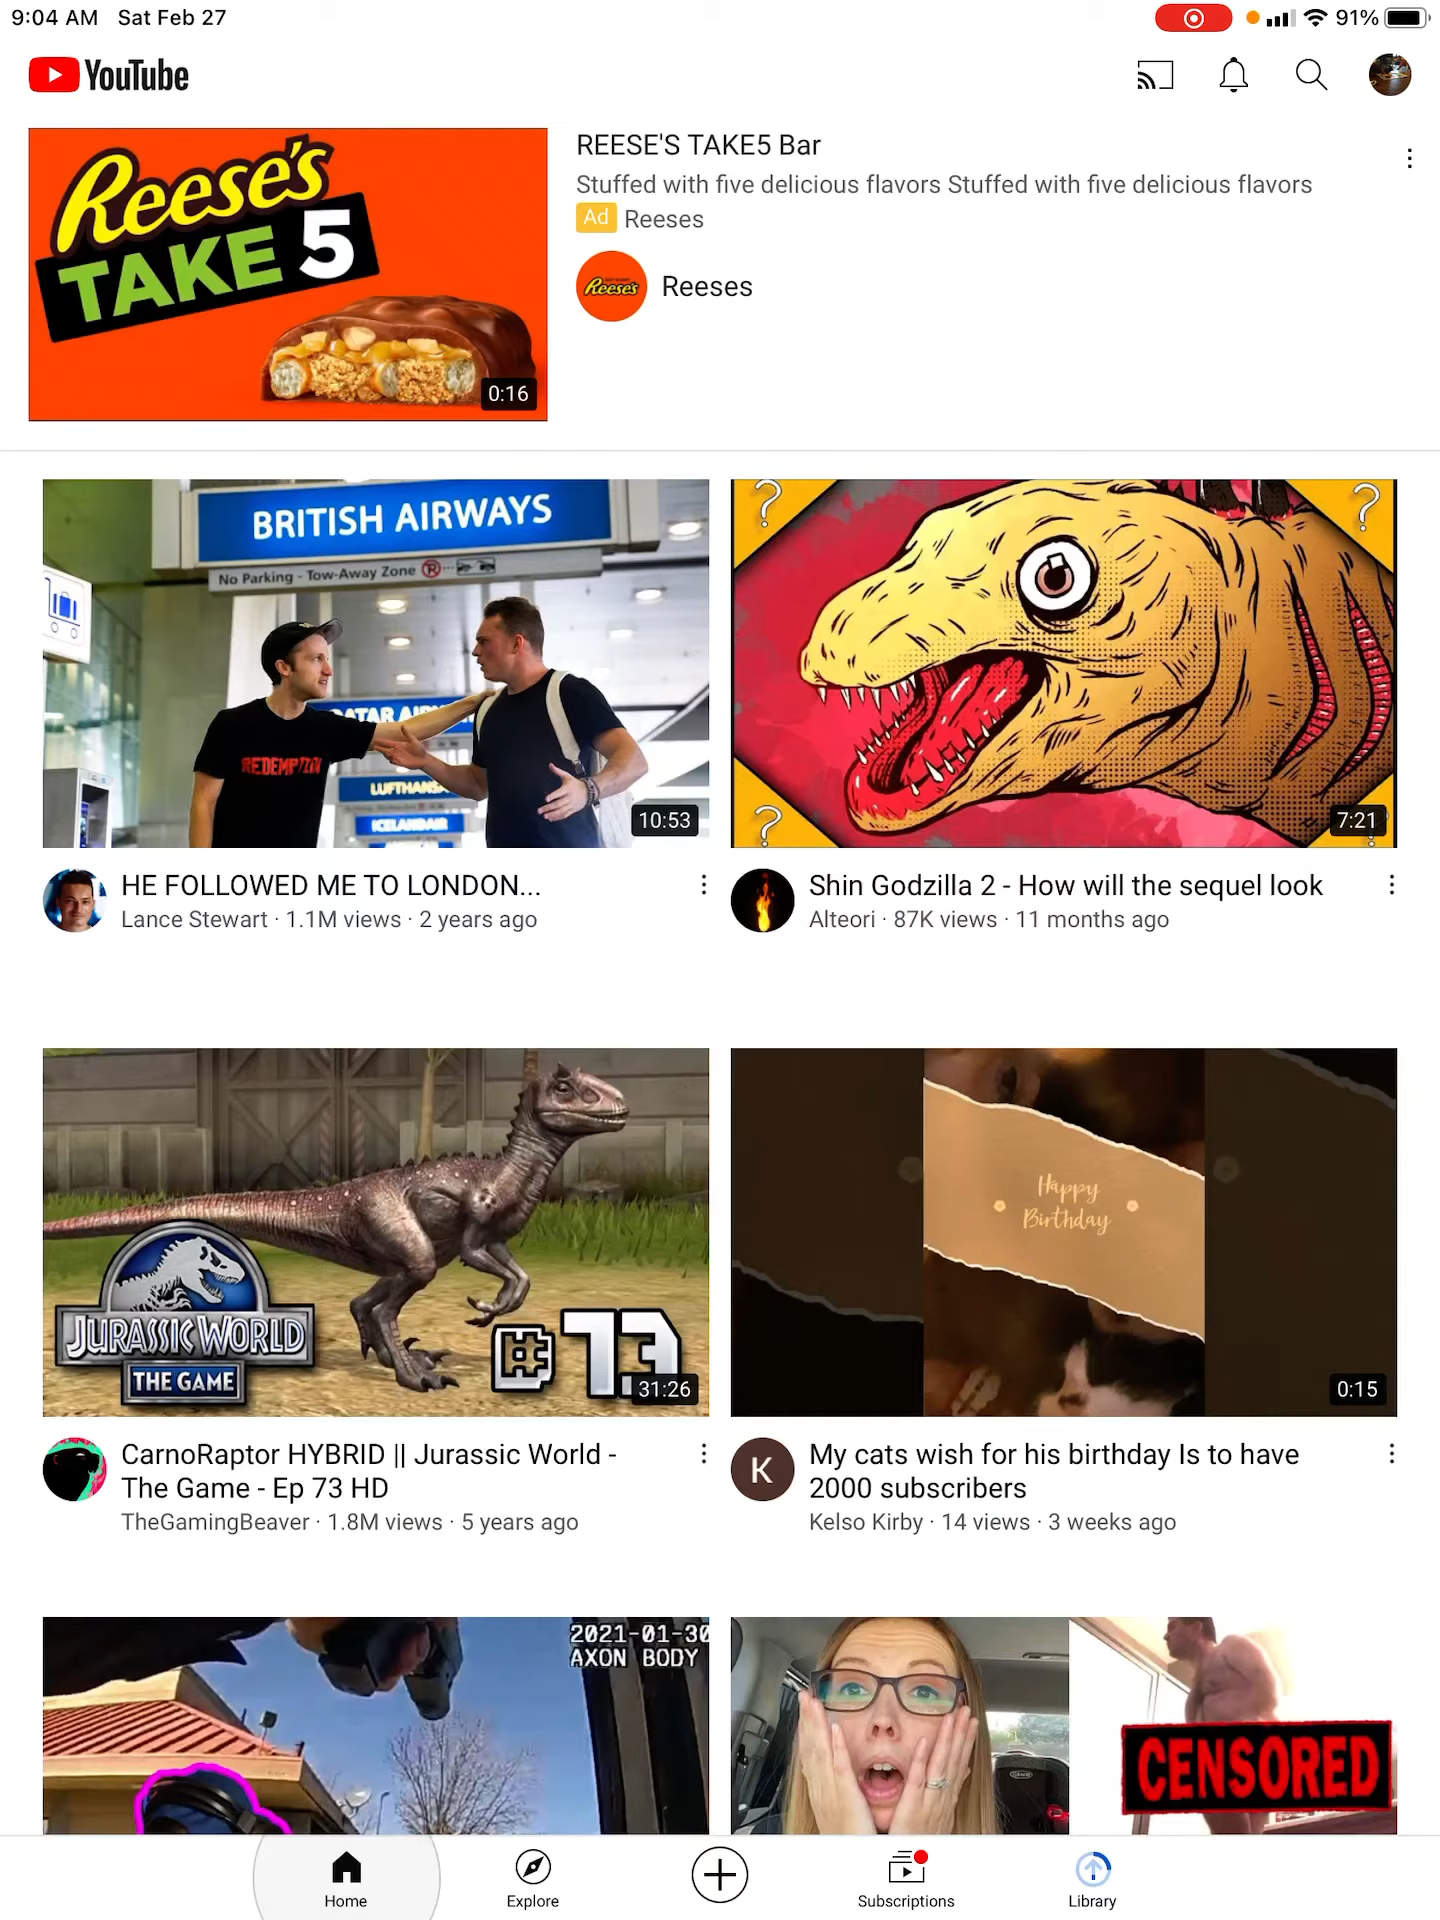 9:04 AM Sat Feb 27
91%
YouTube
Reese's
TAKE 5
0:16
REESE'S TAKE5 Bar
Stuffed with five delicious flavors Stuffed with five delicious flavors
Ad Reeses
Reese's
Reeses
BRITISH AIRWAYS
No Parking - Tow-Away Zone
REDEMPTION
LUFTHANS
ICELANDAIR
10:53
? ?
?
7:21
HE FOLLOWED ME TO LONDON...
Lance Stewart · 1.1M views · 2 years ago
Shin Godzilla 2 - How will the sequel look
Alteori · 87K views · 11 months ago
JURASSIC WORLD
THE GAME
#73
31:26
Happy
Birthday
0:15
CarnoRaptor HYBRID || Jurassic World -
The Game - Ep 73 HD
TheGamingBeaver · 1.8M views · 5 years ago
K
My cats wish for his birthday Is to have
2000 subscribers
Kelso Kirby · 14 views · 3 weeks ago
2021-01-30
AXON BODY
CENSORED
Home
Explore
Subscriptions
Library